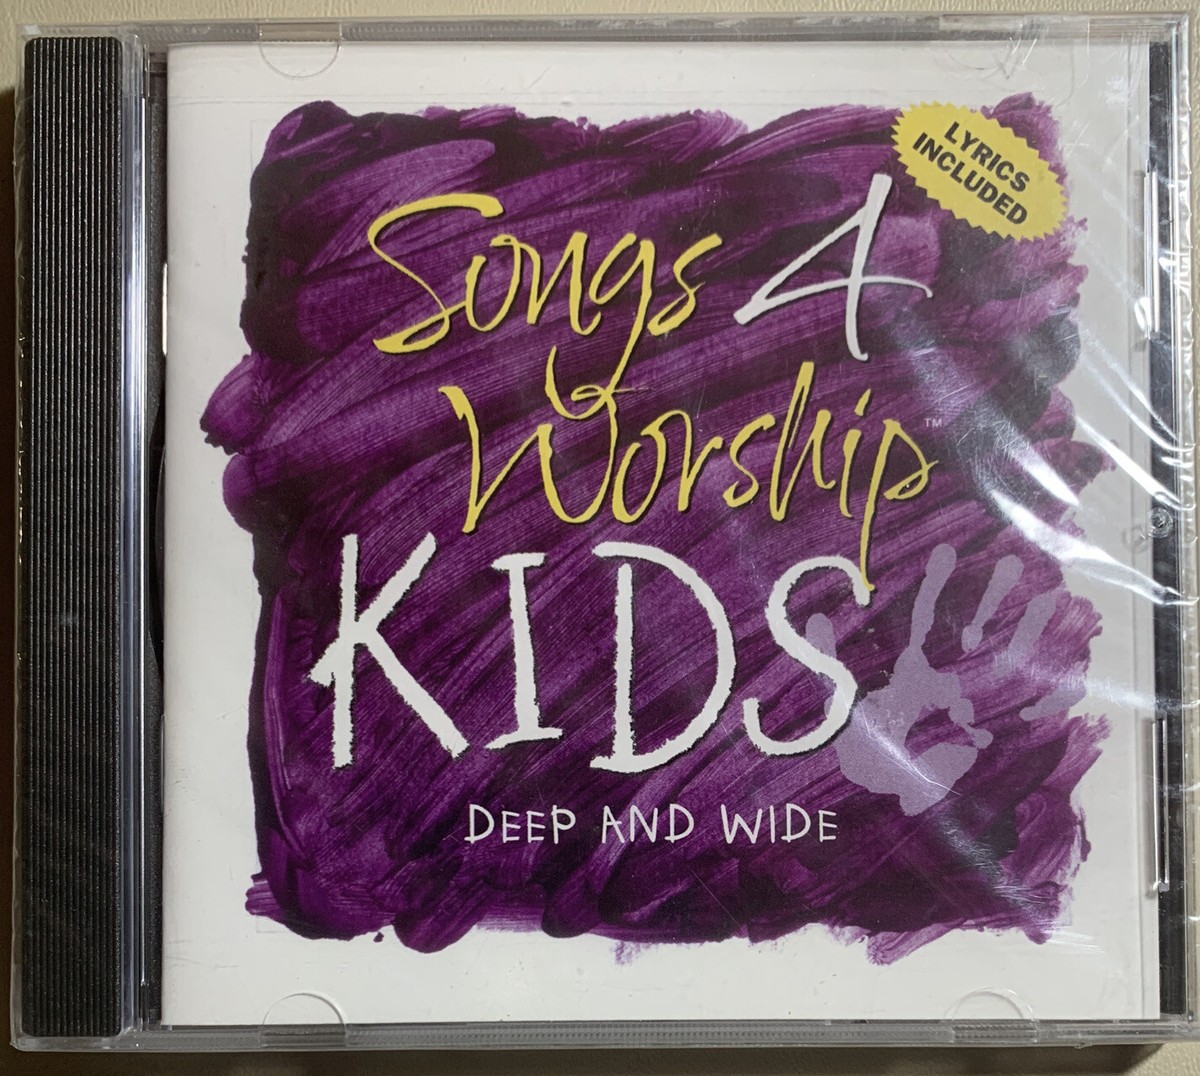 LYRICS
INCLUDED
Songs 4
Worship™
KIDS
DEEP AND WIDE